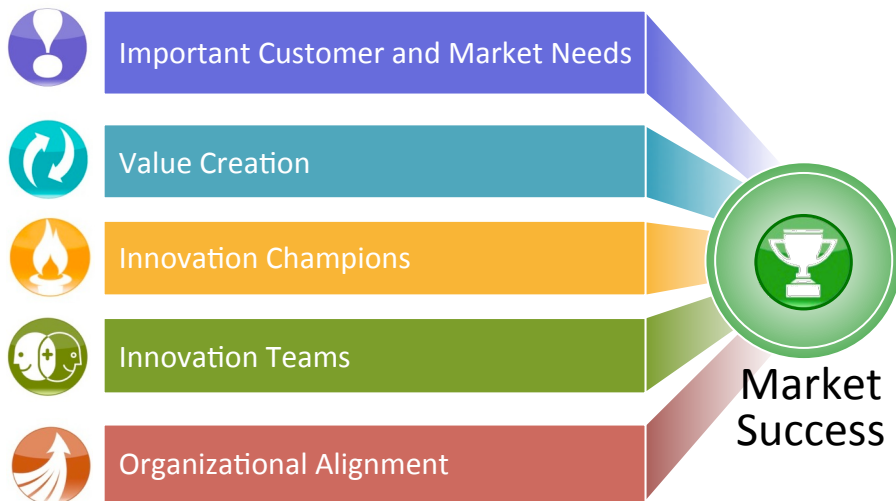 Important Customer and Market Needs
Value Creation
Innovation Champions
Innovation Teams
Organizational Alignment
Market
Success